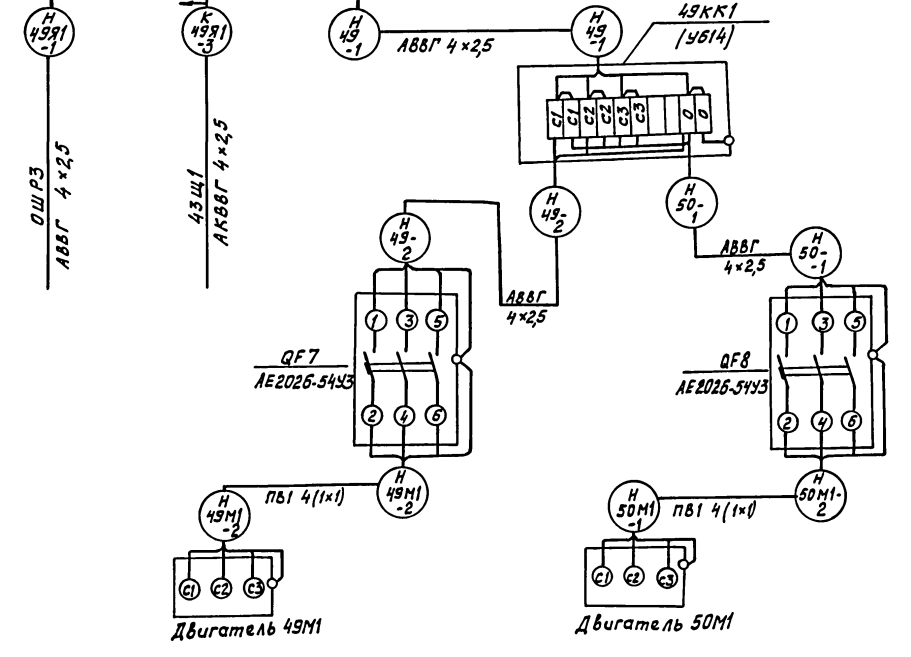 Н
49Я1
-1
К
49Я1
-3
Н
49
-1
АВВГ 4×2,5
Н
49
-1
49КК1
(У614)
С1 С1 С2 С2 С3 С3 О О
ОШР3
АВВГ 4×2,5
43Щ1
АКВВГ 4×2,5
Н
49-
2
Н
49-
2
Н
50-
1
АВВГ
4×2,5
Н
50-
-1
АВВГ
4×2,5
1 3 5
QF7
АЕ2026-54У3
2 4 6
1 3 5
QF8
АЕ2026-54У3
2 4 6
Н
49М1
-2
ПВ1 4(1×1)
Н
49М1
-2
С1 С2 С3
Двигатель 49М1
Н
50М1
-1
ПВ1 4(1×1)
Н
50М1-
2
С1 С2 С3
Двигатель 50М1